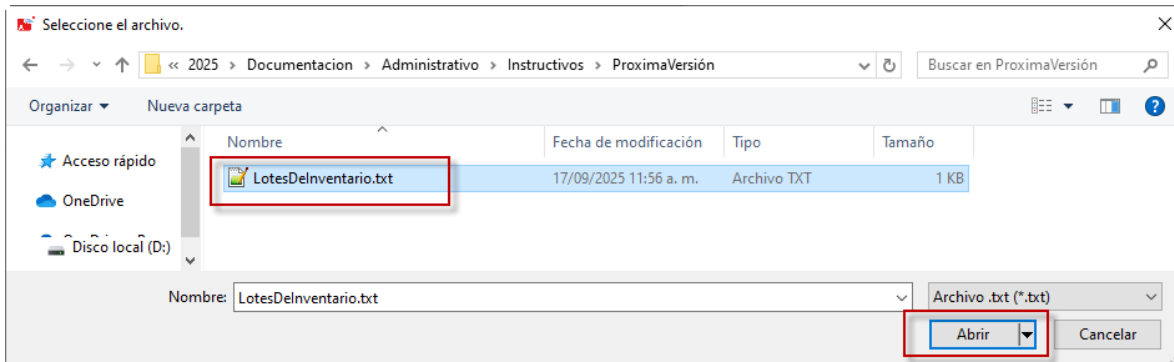 Seleccione el archivo.
« 2025 › Documentacion › Administrativo › Instructivos › ProximaVersión
Buscar en ProximaVersión
Organizar
Nueva carpeta
Nombre Fecha de modificación Tipo Tamaño
Acceso rápido
LotesDeInventario.txt 17/09/2025 11:56 a. m. Archivo TXT 1 KB
OneDrive
Disco local (D:)
Nombre: LotesDeInventario.txt
Archivo .txt (*.txt)
Abrir
Cancelar